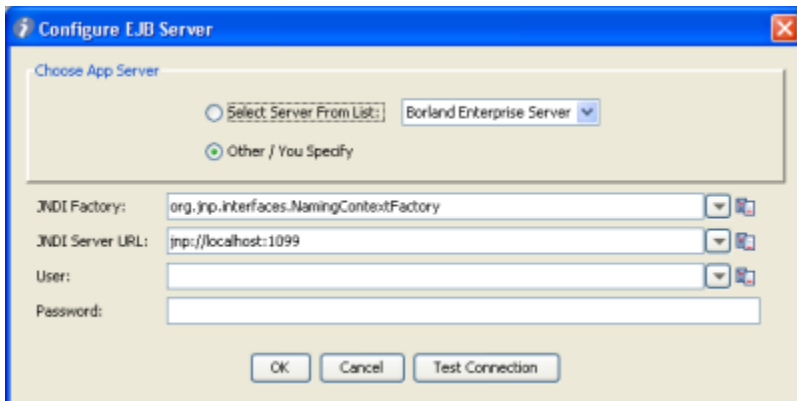 Configure EJB Server
Choose App Server
Select Server From List: Borland Enterprise Server
Other / You Specify
JNDI Factory: org.jnp.interfaces.NamingContextFactory
JNDI Server URL: jnp://localhost:1099
User:
Password:
OK Cancel Test Connection